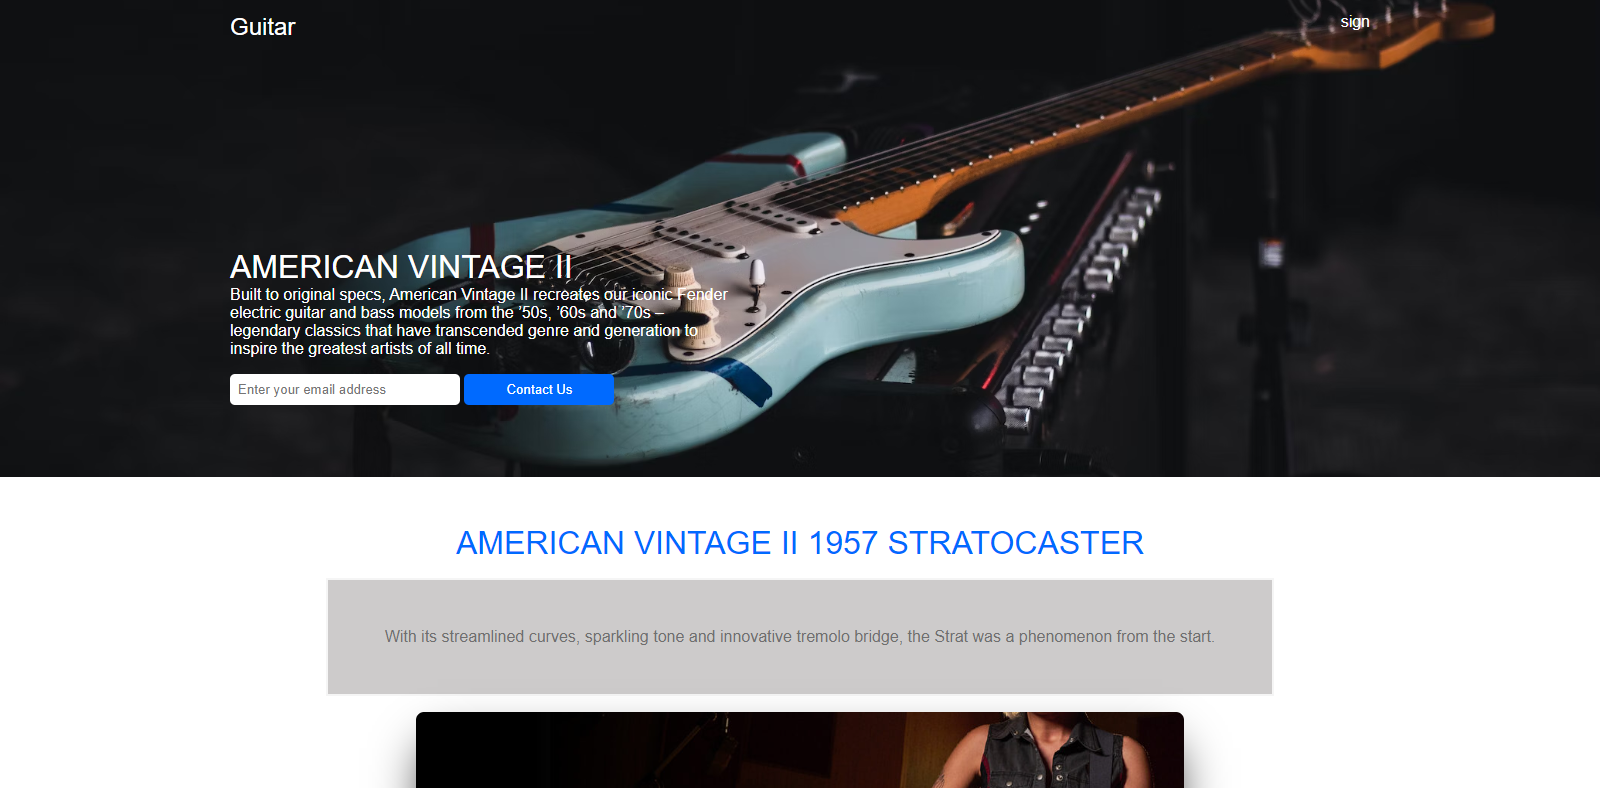 Guitar
sign
AMERICAN VINTAGE II
Built to original specs, American Vintage II recreates our iconic Fender
electric guitar and bass models from the ’50s, ’60s and ’70s –
legendary classics that have transcended genre and generation to
inspire the greatest artists of all time.
Enter your email address
Contact Us
AMERICAN VINTAGE II 1957 STRATOCASTER
With its streamlined curves, sparkling tone and innovative tremolo bridge, the Strat was a phenomenon from the start.